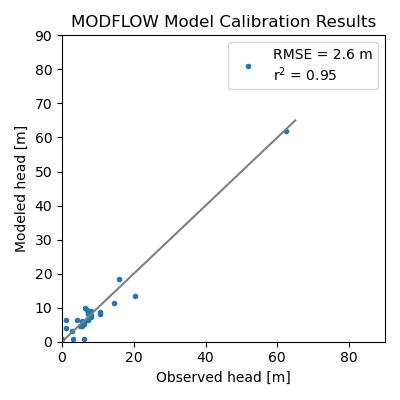 MODFLOW Model Calibration Results
RMSE = 2.6 m
r² = 0.95
90
80
70
60
50
40
30
20
10
0
Modeled head [m]
0 20 40 60 80
Observed head [m]